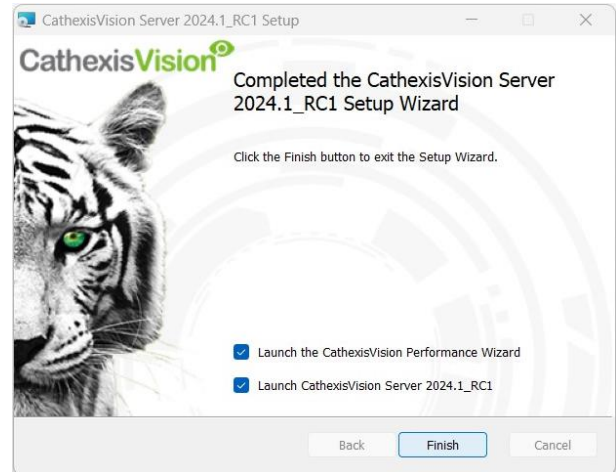 CathexisVision Server 2024.1_RC1 Setup
CathexisVision
Completed the CathexisVision Server
2024.1_RC1 Setup Wizard
Click the Finish button to exit the Setup Wizard.
Launch the CathexisVision Performance Wizard
Launch CathexisVision Server 2024.1_RC1
Back Finish Cancel